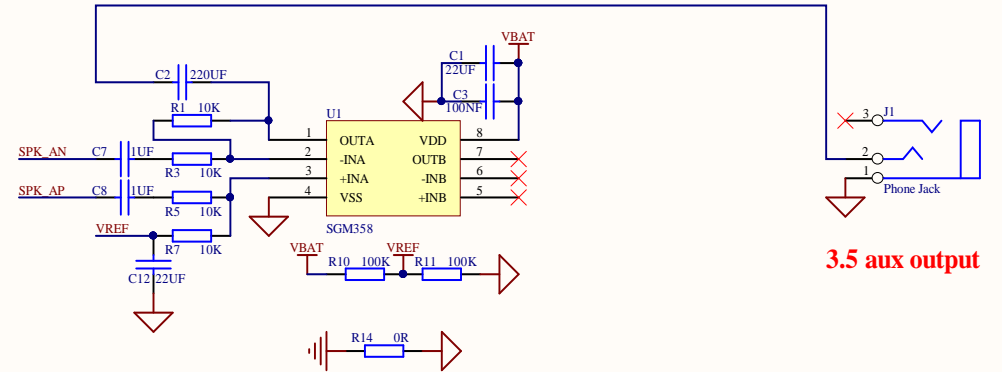 VBAT
C1
22UF
C2 220UF
C3
100NF
R1 10K
U1
1 OUTA VDD 8
2 -INA OUTB 7
3 +INA -INB 6
4 VSS +INB 5
SGM358
SPK_AN C7 1UF
R3 10K
SPK_AP C8 1UF
R5 10K
VREF
R7 10K
C12 22UF
VBAT VREF
R10 100K R11 100K
R14 0R
3 J1
2
1
Phone Jack
3.5 aux output